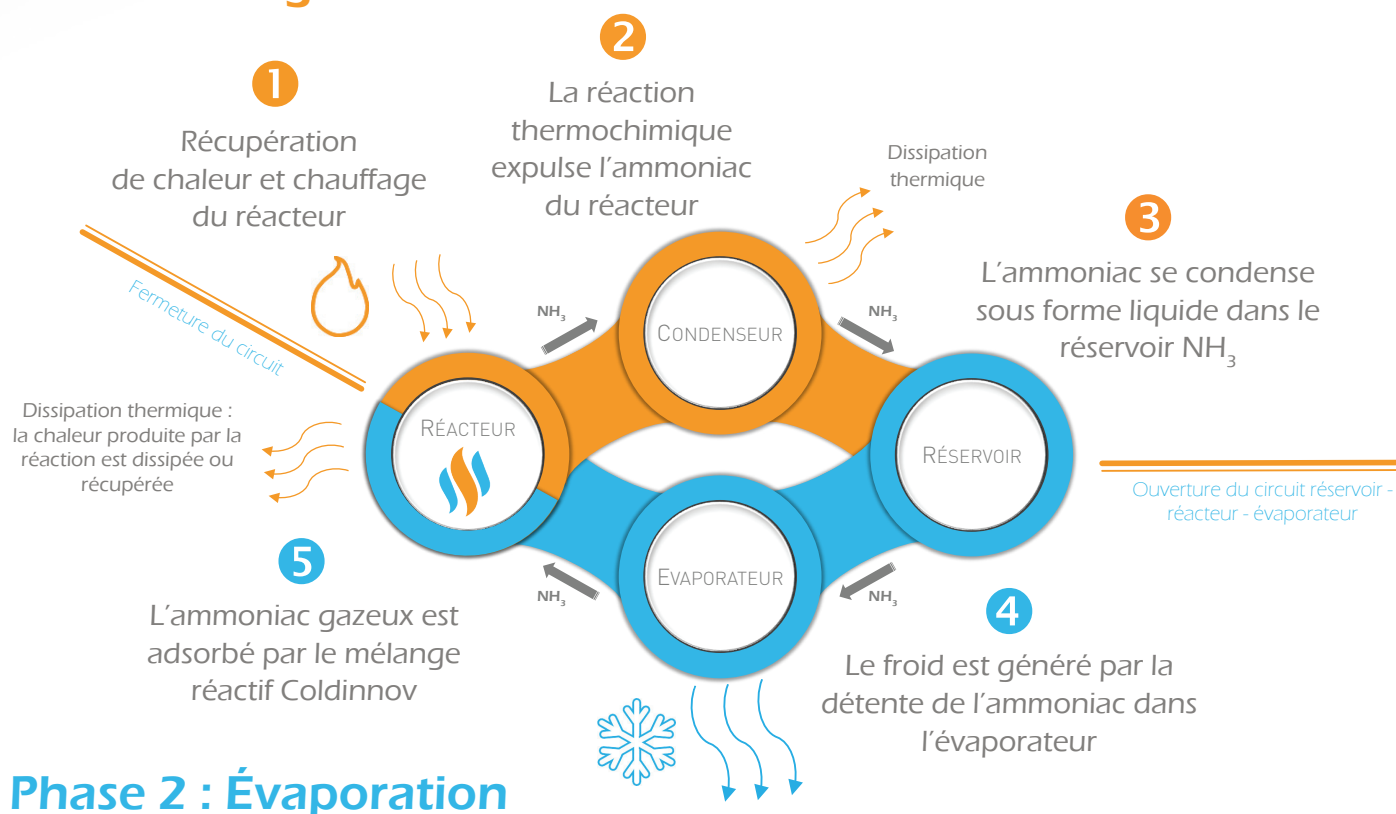 1
Récupération
de chaleur et chauffage
du réacteur
2
La réaction
thermochimique
expulse l'ammoniac
du réacteur
Dissipation
thermique
3
L'ammoniac se condense
sous forme liquide dans le
réservoir NH₃
Fermeture du circuit
NH₃
CONDENSEUR
NH₃
Dissipation thermique :
la chaleur produite par la
réaction est dissipée ou
récupérée
RÉACTEUR
RÉSERVOIR
Ouverture du circuit réservoir -
réacteur - évaporateur
EVAPORATEUR
NH₃
NH₃
5
L'ammoniac gazeux est
adsorbé par le mélange
réactif Coldinnov
4
Le froid est généré par la
détente de l'ammoniac dans
l'évaporateur
Phase 2 : Évaporation